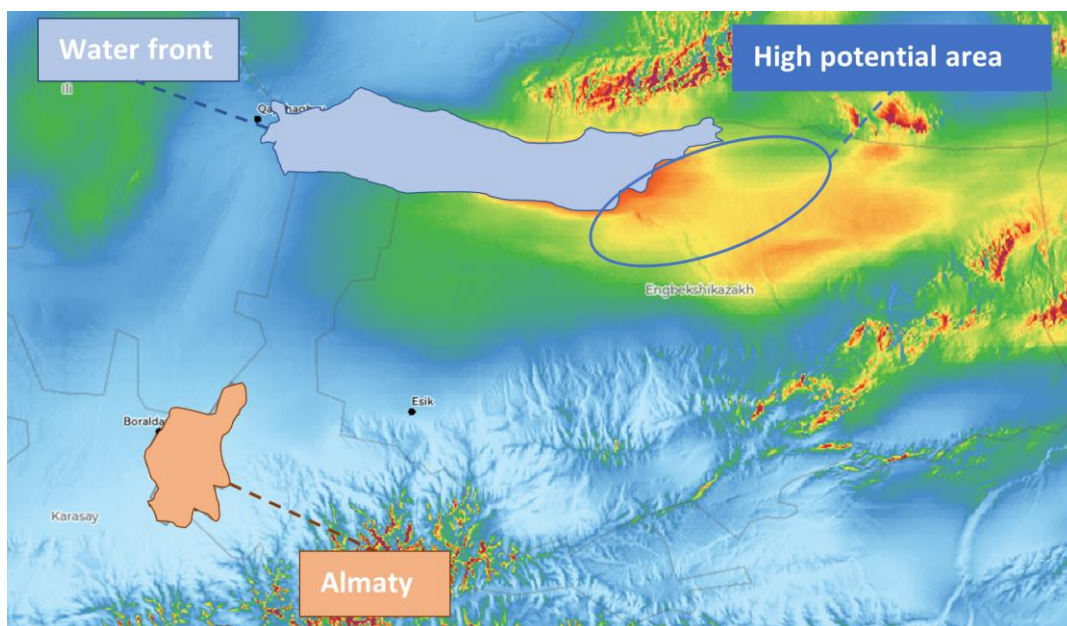 Water front
High potential area
Ili
Engbekshikazakh
Esik
Boralda
Karasay
Almaty